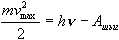 mv²max/2 = hν − Aвых